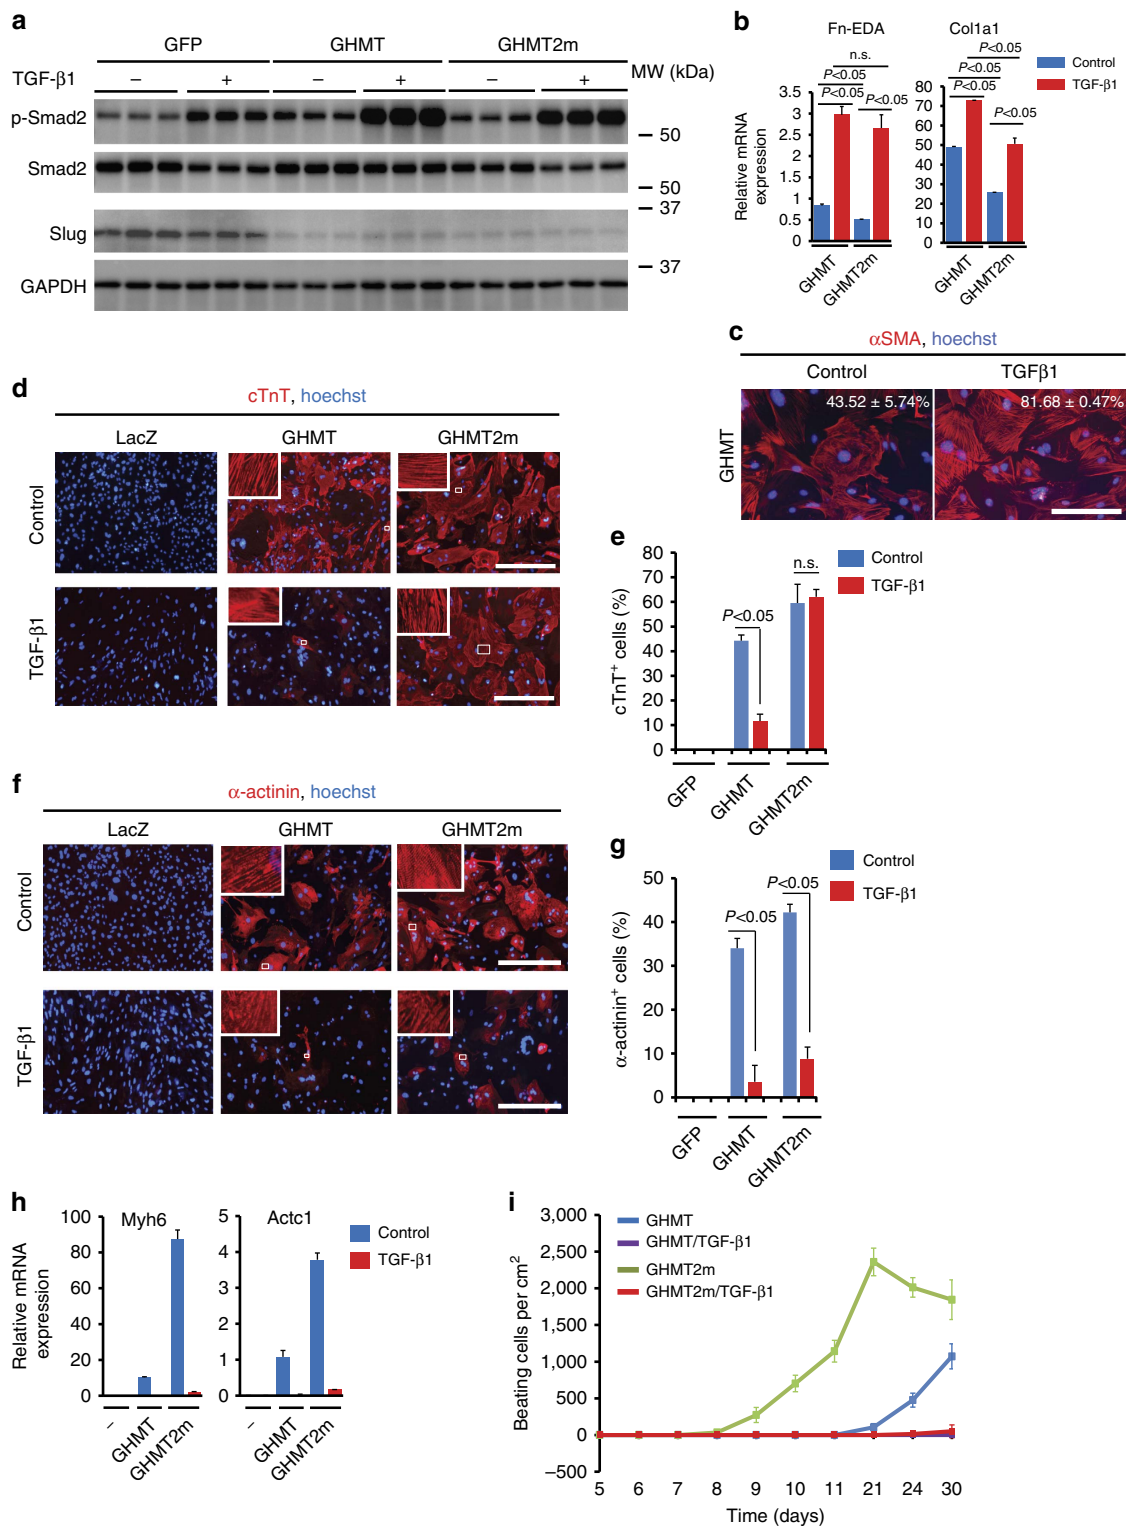 a
GFP GHMT GHMT2m
TGF-β1 – + – + – + MW (kDa)
p-Smad2
50
Smad2
50
37
Slug
37
GAPDH
b
Fn-EDA Col1a1
n.s.
P<0.05
P<0.05 P<0.05
P<0.05
P<0.05
P<0.05
P<0.05
Control
TGF-β1
Relative mRNA
expression
3.5
3
2.5
2
1.5
1
0.5
0
80
70
60
50
40
30
20
10
0
GHMT
GHMT2m
GHMT
GHMT2m
c
αSMA, hoechst
Control TGFβ1
GHMT
43.52 ± 5.74% 81.68 ± 0.47%
d
cTnT, hoechst
LacZ GHMT GHMT2m
Control
TGF-β1
e
Control
TGF-β1
n.s.
P<0.05
cTnT+ cells (%)
80
70
60
50
40
30
20
10
0
GFP
GHMT
GHMT2m
f
α-actinin, hoechst
LacZ GHMT GHMT2m
Control
TGF-β1
g
Control
TGF-β1
P<0.05
P<0.05
α-actinin+ cells (%)
50
40
30
20
10
0
GFP
GHMT
GHMT2m
h
Myh6 Actc1
Control
TGF-β1
Relative mRNA
expression
100
80
60
40
20
0
5
4
3
2
1
0
–
GHMT
GHMT2m
–
GHMT
GHMT2m
i
GHMT
GHMT/TGF-β1
GHMT2m
GHMT2m/TGF-β1
Beating cells per cm2
3,000
2,500
2,000
1,500
1,000
500
0
–500
5 6 7 8 9 10 11 21 24 30
Time (days)